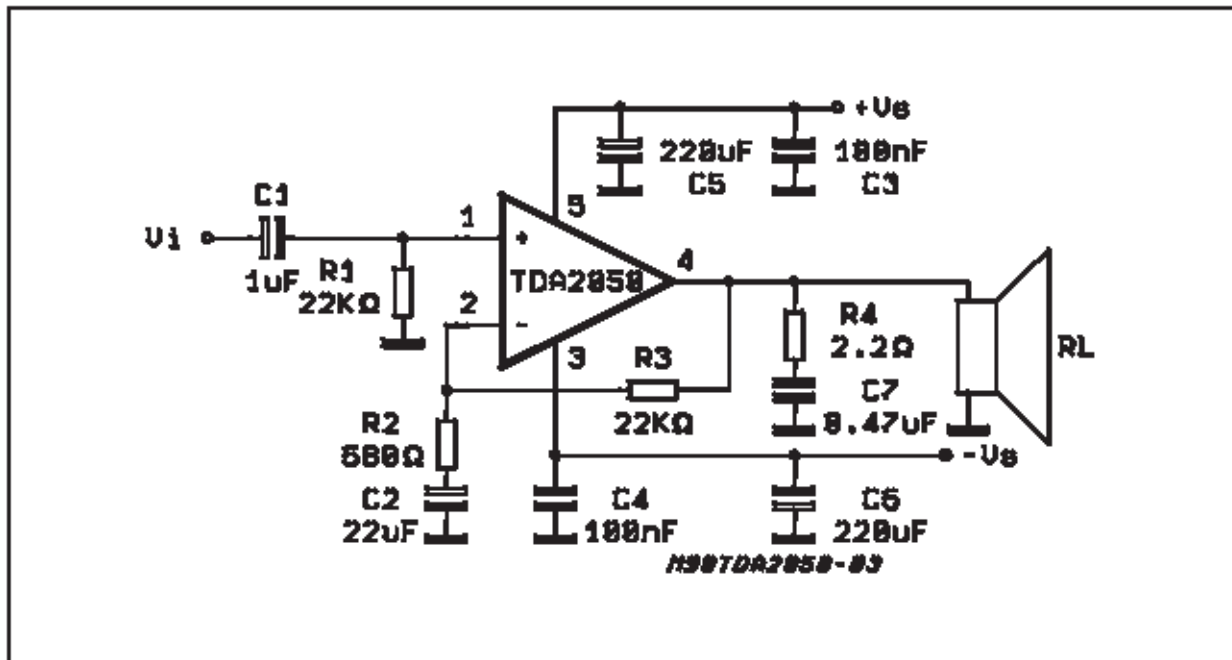 +Vs
220uF
C5
100nF
C3
C1
Vi
1uF
R1
22KΩ
1
2
+
-
TDA2050
5
4
3
R3
22KΩ
R4
2.2Ω
C7
0.47uF
RL
R2
680Ω
C2
22uF
C4
100nF
C6
220uF
-Vs
M90TDA2050-03